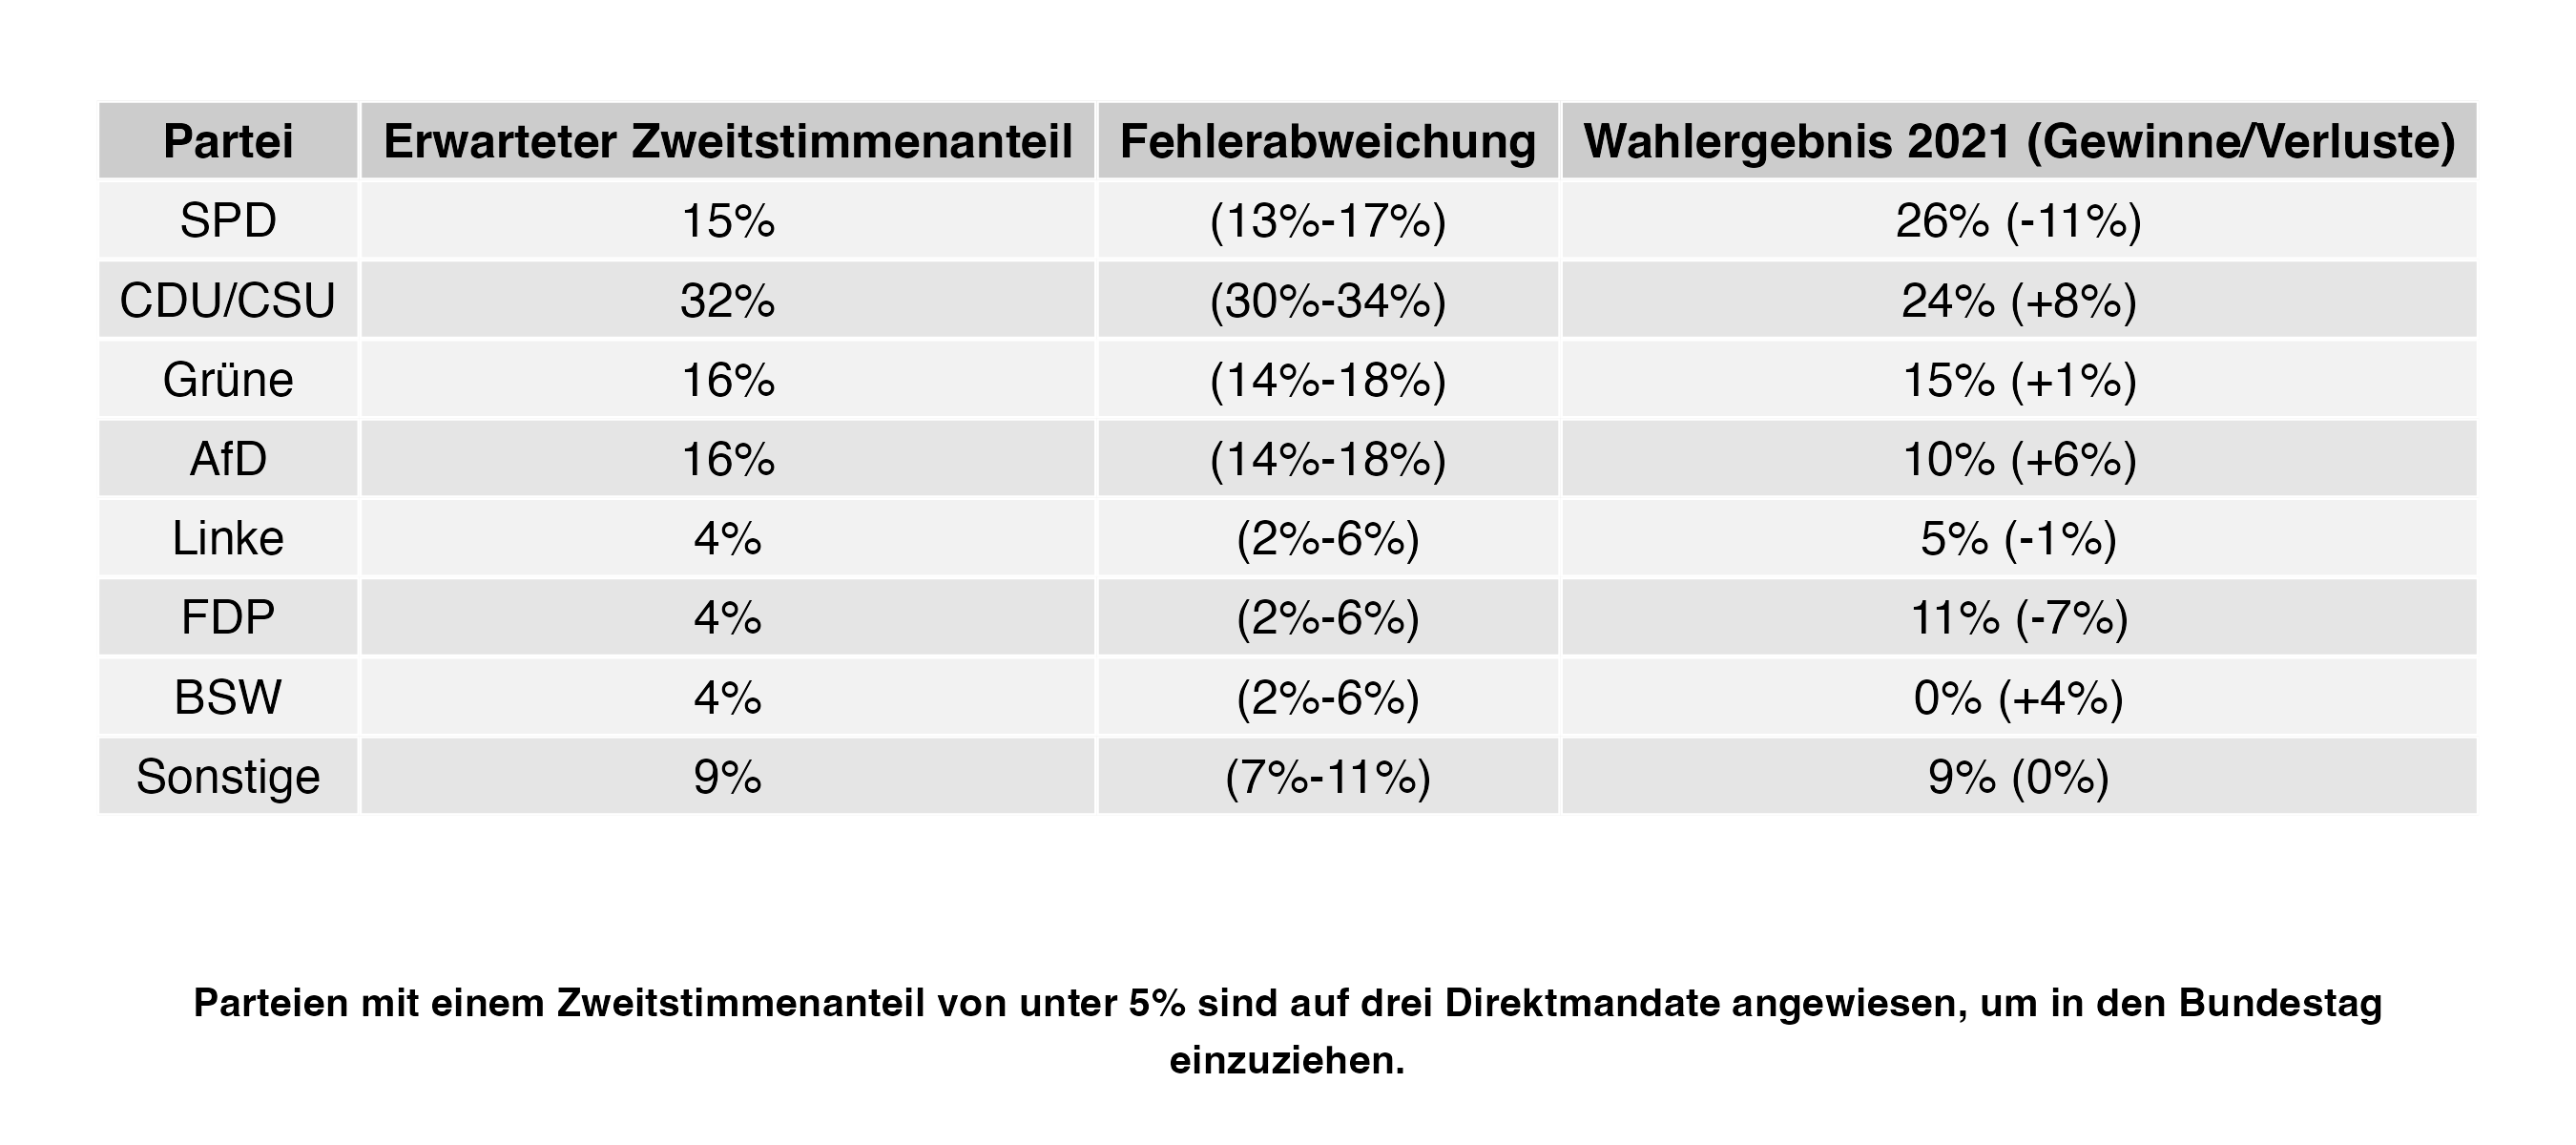 Partei Erwarteter Zweitstimmenanteil Fehlerabweichung Wahlergebnis 2021 (Gewinne/Verluste)
SPD 15% (13%-17%) 26% (-11%)
CDU/CSU 32% (30%-34%) 24% (+8%)
Grüne 16% (14%-18%) 15% (+1%)
AfD 16% (14%-18%) 10% (+6%)
Linke 4% (2%-6%) 5% (-1%)
FDP 4% (2%-6%) 11% (-7%)
BSW 4% (2%-6%) 0% (+4%)
Sonstige 9% (7%-11%) 9% (0%)
Parteien mit einem Zweitstimmenanteil von unter 5% sind auf drei Direktmandate angewiesen, um in den Bundestag
einzuziehen.